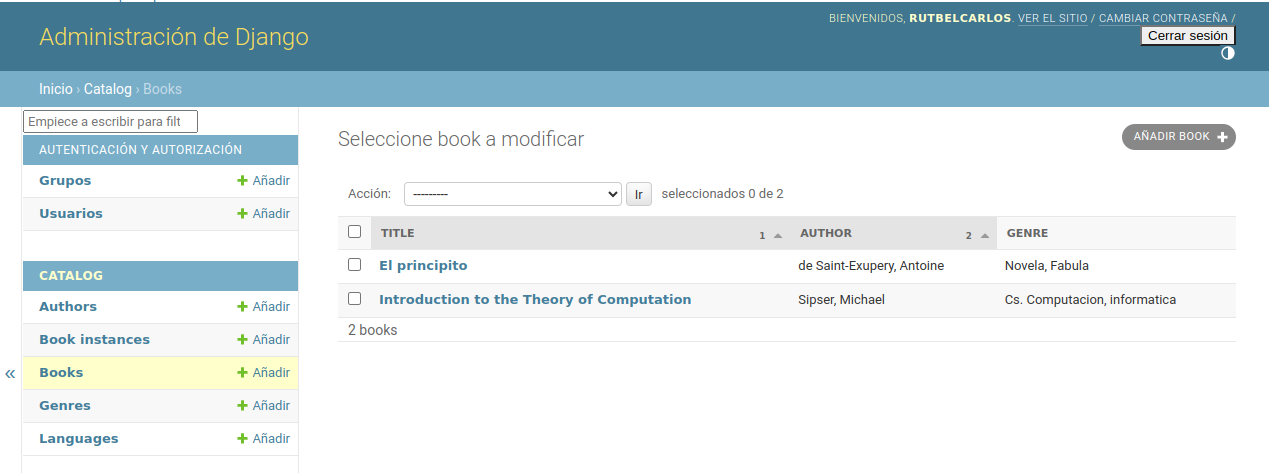 BIENVENIDOS, RUTBELCARLOS. VER EL SITIO / CAMBIAR CONTRASEÑA /
Administración de Django
Cerrar sesión
Inicio › Catalog › Books
Empiece a escribir para filt
AUTENTICACIÓN Y AUTORIZACIÓN
Grupos Añadir
Usuarios Añadir
CATALOG
Authors Añadir
Book instances Añadir
«
Books Añadir
Genres Añadir
Languages Añadir
Seleccione book a modificar
AÑADIR BOOK
Acción: --------- Ir seleccionados 0 de 2
TITLE 1 AUTHOR 2 GENRE
El principito de Saint-Exupery, Antoine Novela, Fabula
Introduction to the Theory of Computation Sipser, Michael Cs. Computacion, informatica
2 books